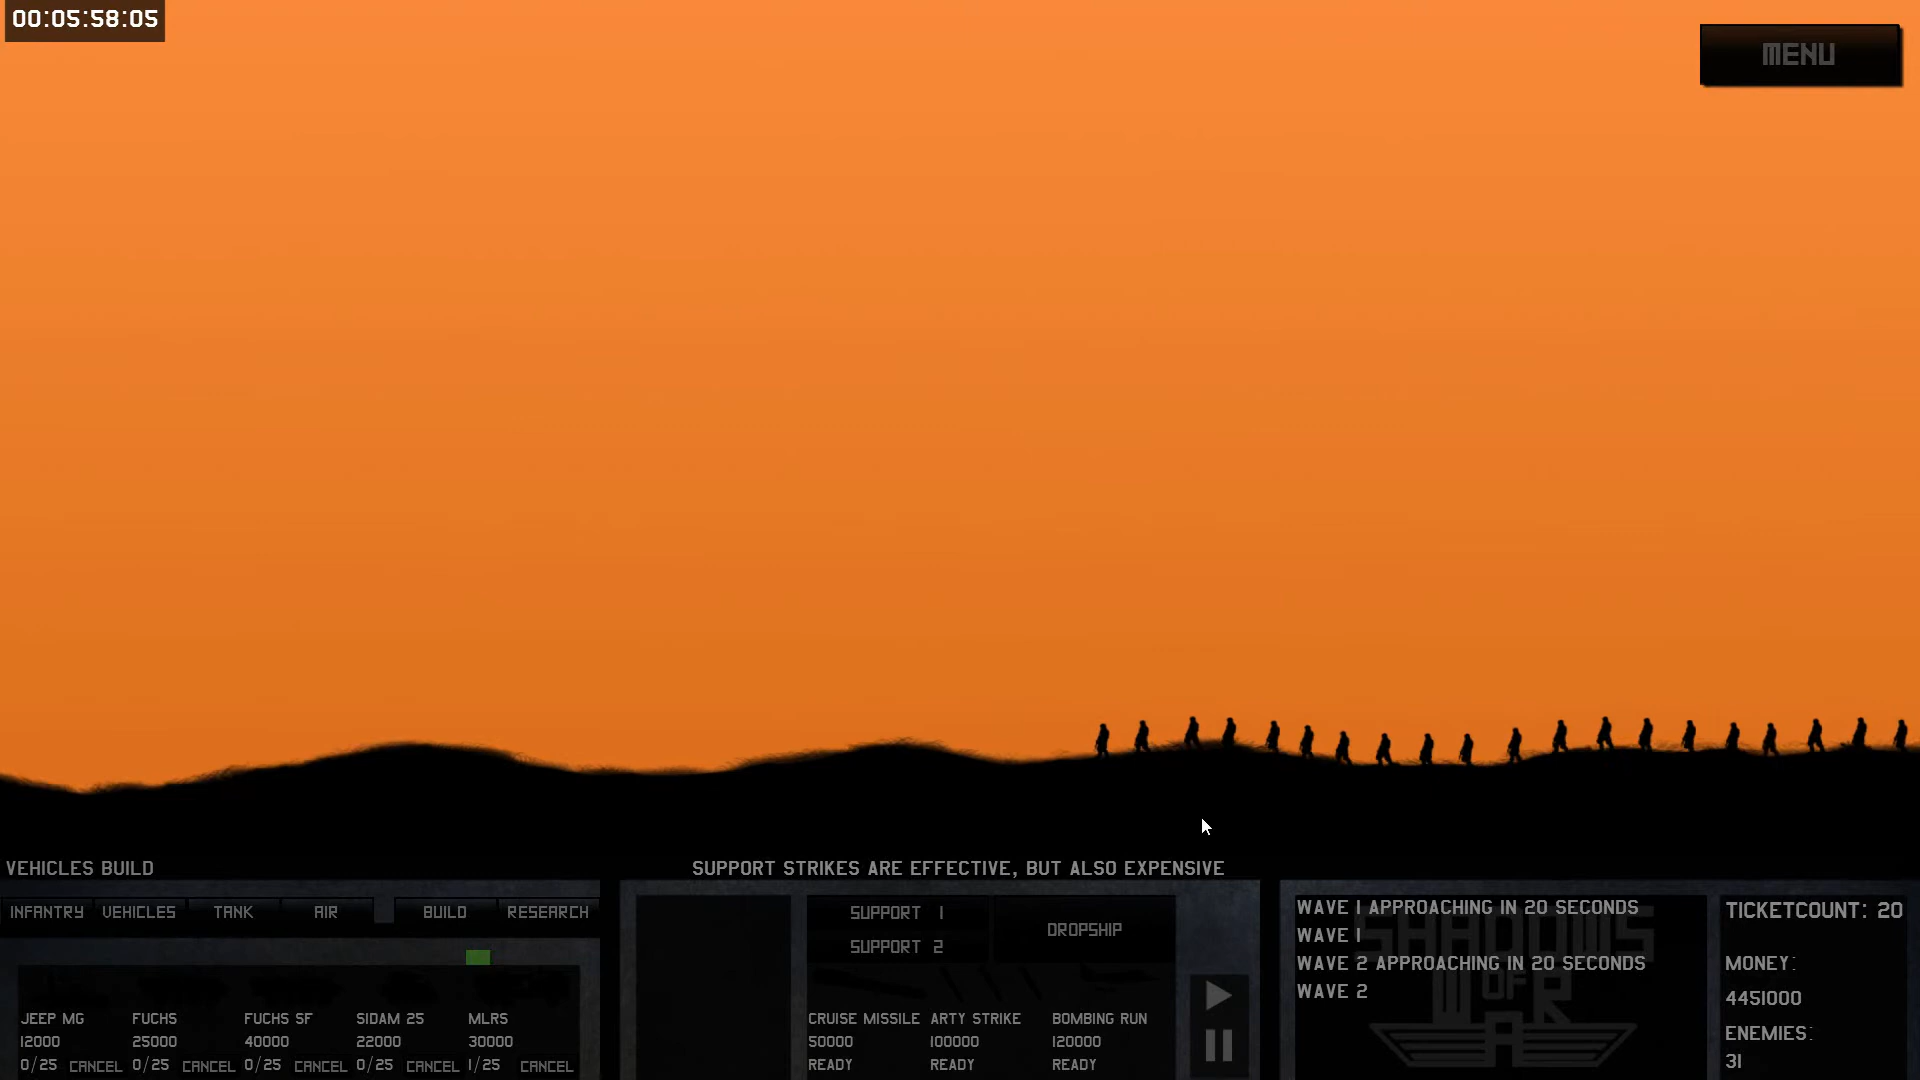 00:05:58:05
MENU
VEHICLES BUILD
SUPPORT STRIKES ARE EFFECTIVE, BUT ALSO EXPENSIVE
INFANTRY VEHICLES TANK AIR BUILD RESEARCH
JEEP MG FUCHS FUCHS SF SIDAM 25 MLRS
12000 25000 40000 22000 30000
0/25 CANCEL 0/25 CANCEL 0/25 CANCEL 0/25 CANCEL 1/25 CANCEL
SUPPORT 1
SUPPORT 2
DROPSHIP
CRUISE MISSILE ARTY STRIKE BOMBING RUN
50000 100000 120000
READY READY READY
WAVE 1 APPROACHING IN 20 SECONDS
WAVE 1
WAVE 2 APPROACHING IN 20 SECONDS
WAVE 2
SHADOWS
OF
WAR
TICKETCOUNT: 20
MONEY:
4451000
ENEMIES:
31